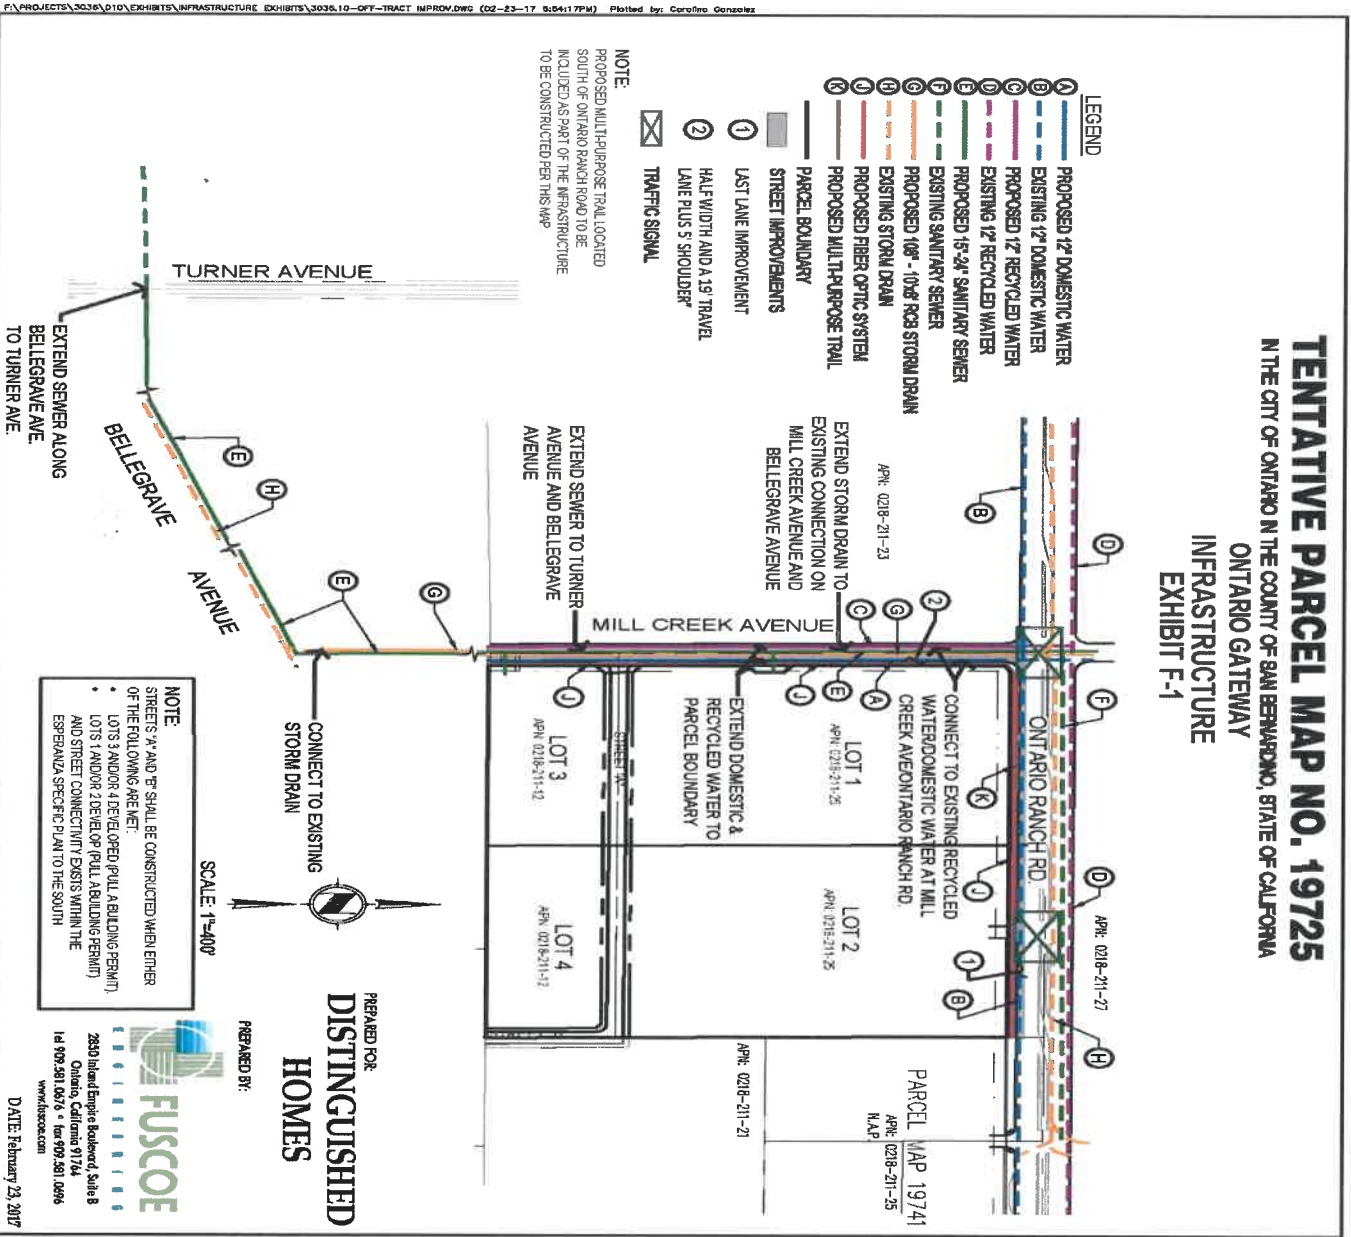 F:\PROJECTS\3036\010\EXHIBITS\INFRASTRUCTURE EXHIBITS\3036.10-OFF-TRACT IMPROV.DWG (02-23-17 5:54:17PM) Plotted by: Carolina Gonzalez
TENTATIVE PARCEL MAP NO. 19725
IN THE CITY OF ONTARIO IN THE COUNTY OF SAN BERNARDINO, STATE OF CALIFORNIA
ONTARIO GATEWAY
INFRASTRUCTURE
EXHIBIT F-1
LEGEND
A PROPOSED 12" DOMESTIC WATER
B EXISTING 12" DOMESTIC WATER
C PROPOSED 12" RECYCLED WATER
D EXISTING 12" RECYCLED WATER
E PROPOSED 15"-24" SANITARY SEWER
F EXISTING SANITARY SEWER
G PROPOSED 108" - 10'x8' RCB STORM DRAIN
H EXISTING STORM DRAIN
J PROPOSED FIBER OPTIC SYSTEM
K PROPOSED MULTI-PURPOSE TRAIL
PARCEL BOUNDARY
STREET IMPROVEMENTS
1 LAST LANE IMPROVEMENT
2 HALF WIDTH AND A 19' TRAVEL
LANE PLUS 5' SHOULDER"
TRAFFIC SIGNAL
NOTE:
PROPOSED MULTI-PURPOSE TRAIL LOCATED
SOUTH OF ONTARIO RANCH ROAD TO BE
INCLUDED AS PART OF THE INFRASTRUCTURE
TO BE CONSTRUCTED PER THIS MAP
D
F
D
APN: 0218-211-27
H
B
ONTARIO RANCH RD.
K
J
1
B
PARCEL MAP 19741
APN: 0218-211-25
N.A.P.
APN: 0218-211-23
EXTEND STORM DRAIN TO
EXISTING CONNECTION ON
MILL CREEK AVENUE AND
BELLEGRAVE AVENUE
C
G
2
MILL CREEK AVENUE
CONNECT TO EXISTING RECYCLED
WATER/DOMESTIC WATER AT MILL
CREEK AVE/ONTARIO RANCH RD.
A
E
J
LOT 1
APN: 0218-211-25
LOT 2
APN: 0218-211-25
APN: 0218-211-21
EXTEND DOMESTIC &
RECYCLED WATER TO
PARCEL BOUNDARY
STREET 'A'
EXTEND SEWER TO TURNER
AVENUE AND BELLEGRAVE
AVENUE
J
LOT 3
APN: 0218-211-12
LOT 4
APN: 0218-211-12
G
E
CONNECT TO EXISTING
STORM DRAIN
TURNER AVENUE
H
E
BELLEGRAVE
AVENUE
EXTEND SEWER ALONG
BELLEGRAVE AVE.
TO TURNER AVE.
SCALE: 1"=400'
NOTE:
STREETS "A" AND "B" SHALL BE CONSTRUCTED WHEN EITHER
OF THE FOLLOWING ARE MET:
• LOTS 3 AND/OR 4 DEVELOPED (PULL A BUILDING PERMIT).
• LOTS 1 AND/OR 2 DEVELOP (PULL A BUILDING PERMIT)
AND STREET CONNECTIVITY EXISTS WITHIN THE
ESPERANZA SPECIFIC PLAN TO THE SOUTH
PREPARED FOR:
DISTINGUISHED
HOMES
PREPARED BY:
FUSCOE
ENGINEERING
2850 Inland Empire Boulevard, Suite B
Ontario, California 91764
tel 909.581.0676 • fax 909.581.0696
www.fuscoe.com
DATE: February 23, 2017